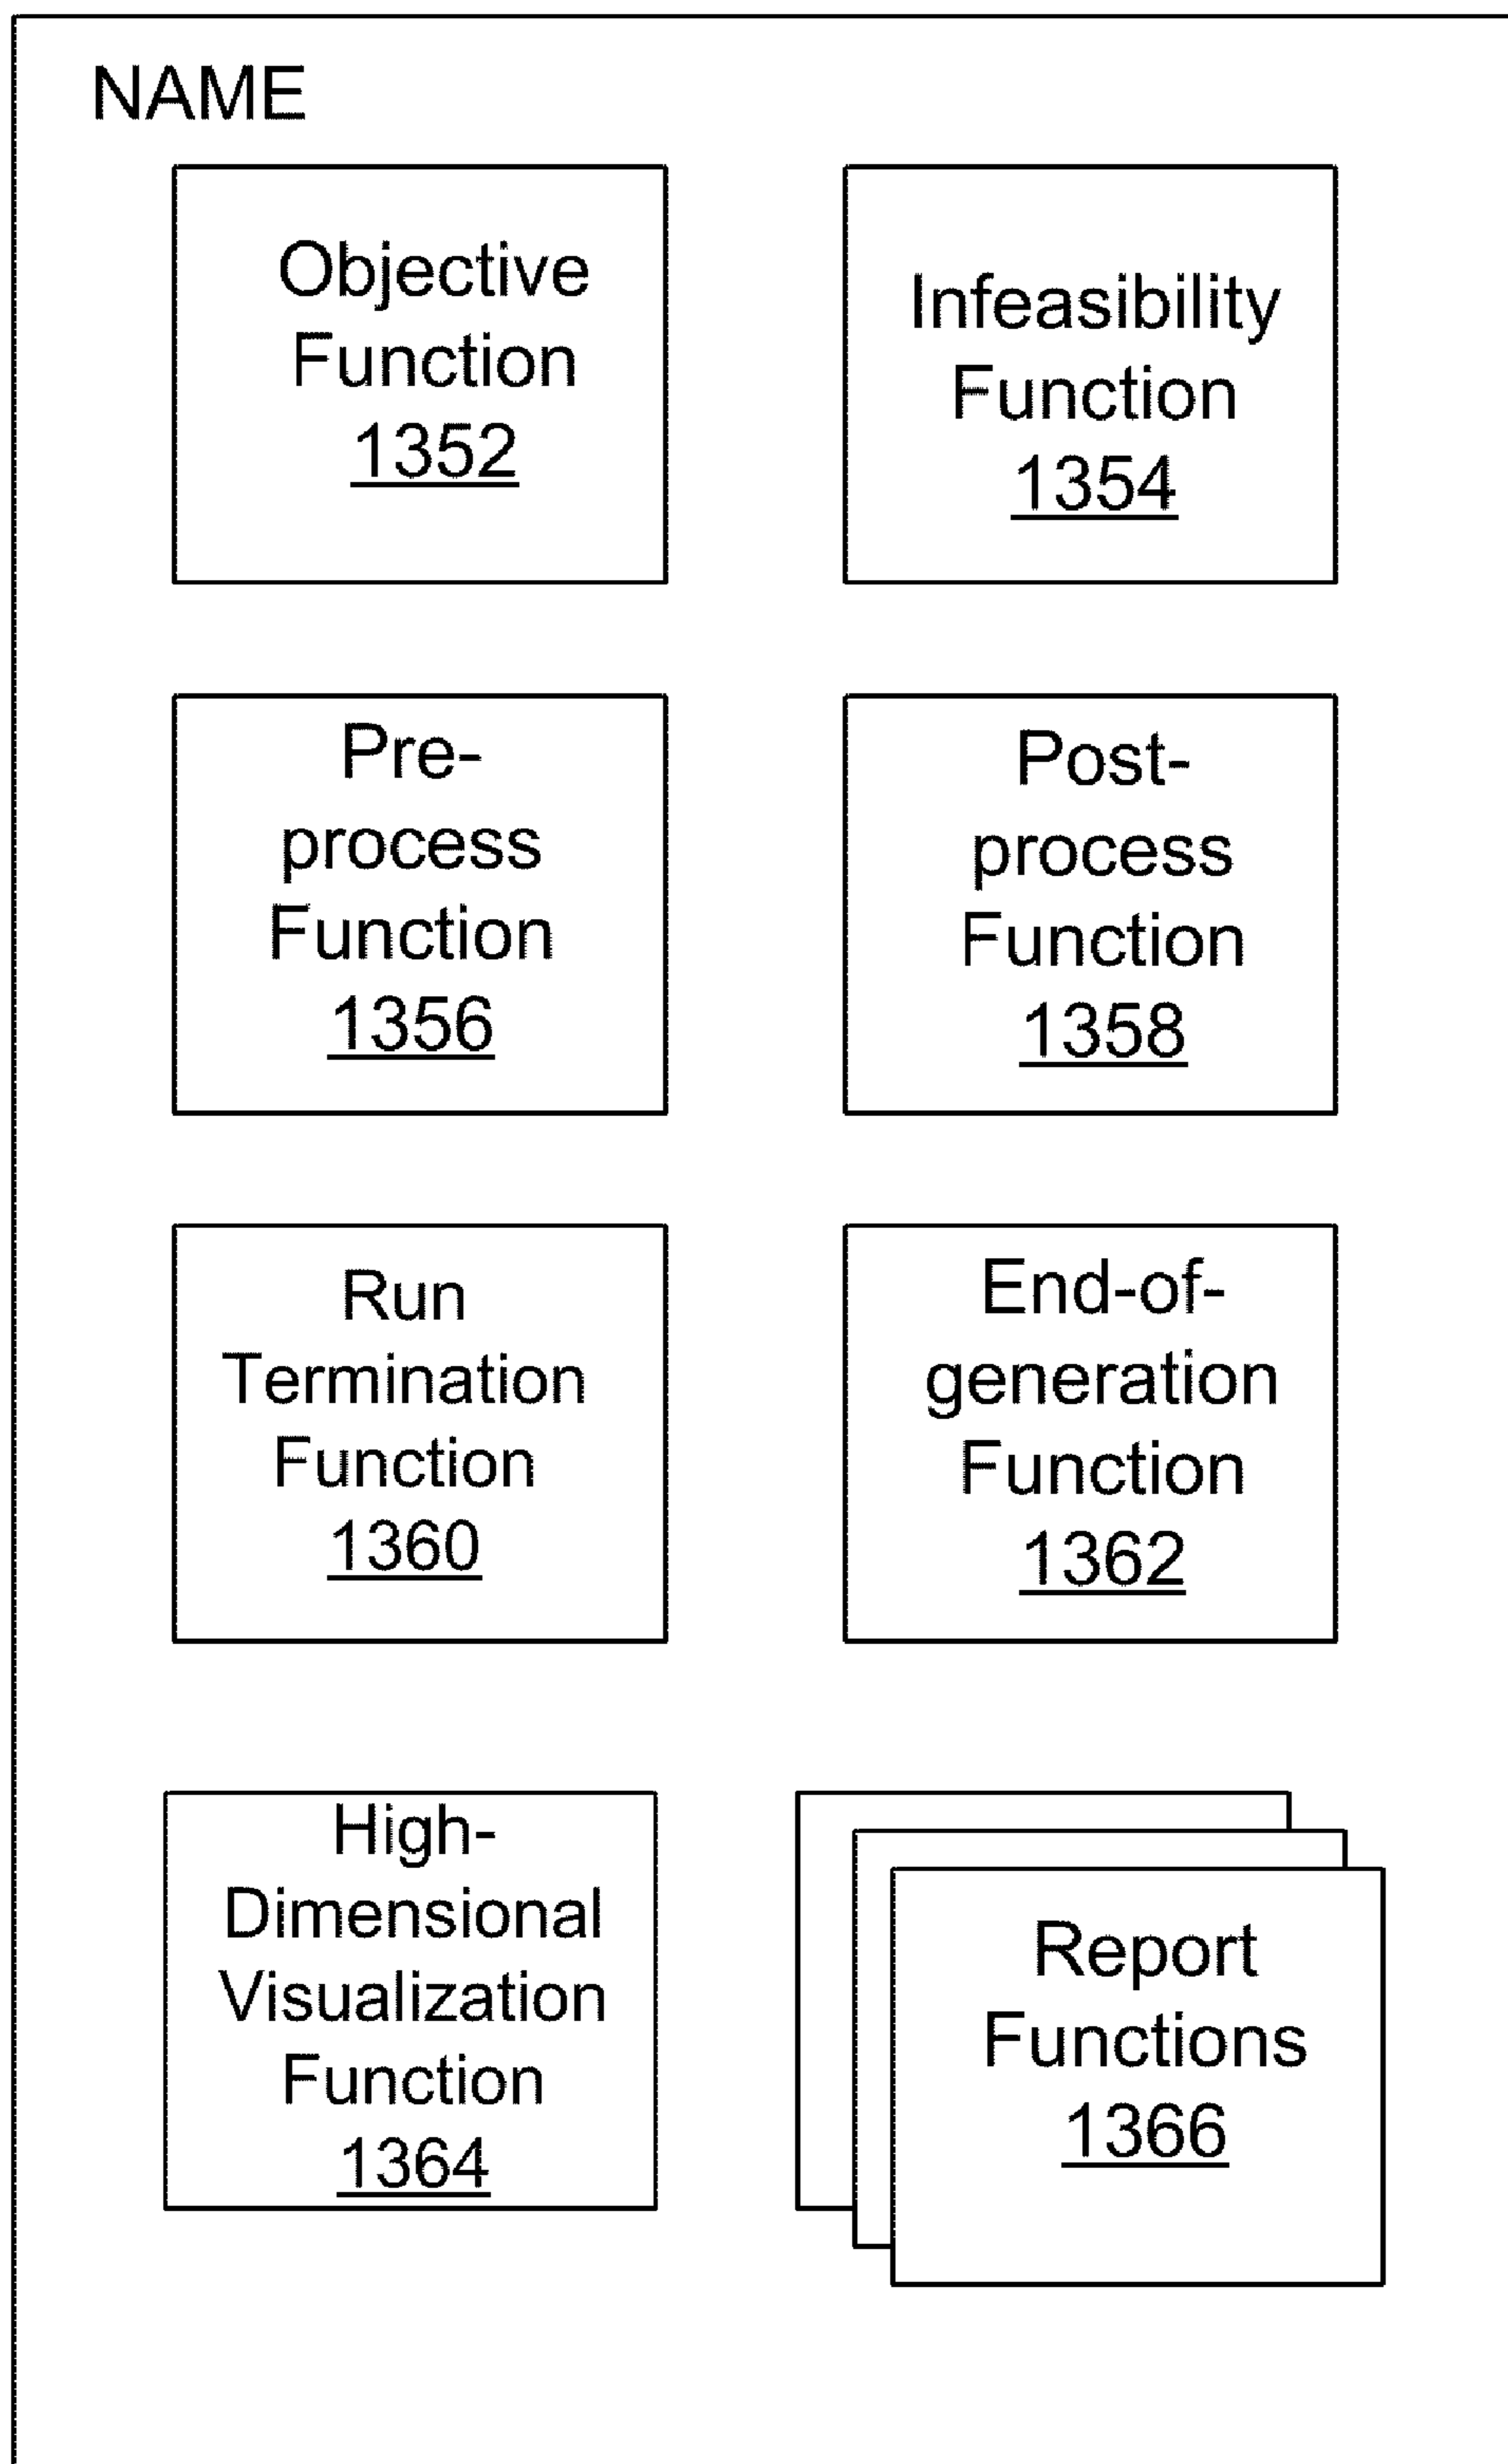 NAME
Objective
Function
1352
Infeasibility
Function
1354
Pre-
process
Function
1356
Post-
process
Function
1358
Run
Termination
Function
1360
End-of-
generation
Function
1362
High-
Dimensional
Visualization
Function
1364
Report
Functions
1366